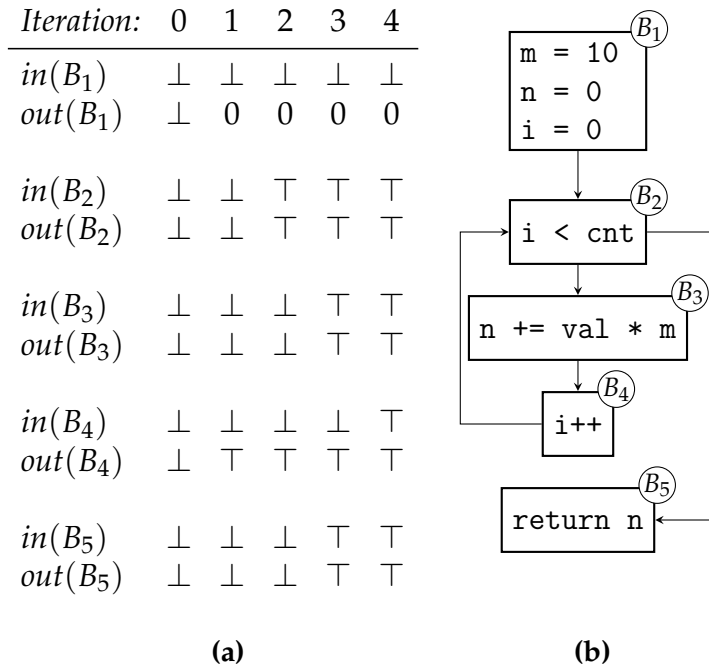 Iteration: 0 1 2 3 4
in(B₁) ⊥ ⊥ ⊥ ⊥ ⊥
out(B₁) ⊥ 0 0 0 0
in(B₂) ⊥ ⊥ ⊤ ⊤ ⊤
out(B₂) ⊥ ⊥ ⊤ ⊤ ⊤
in(B₃) ⊥ ⊥ ⊥ ⊤ ⊤
out(B₃) ⊥ ⊥ ⊥ ⊤ ⊤
in(B₄) ⊥ ⊥ ⊥ ⊥ ⊤
out(B₄) ⊥ ⊤ ⊤ ⊤ ⊤
in(B₅) ⊥ ⊥ ⊥ ⊤ ⊤
out(B₅) ⊥ ⊥ ⊥ ⊤ ⊤
(a)
B₁
m = 10
n = 0
i = 0
B₂
i < cnt
B₃
n += val * m
B₄
i++
B₅
return n
(b)